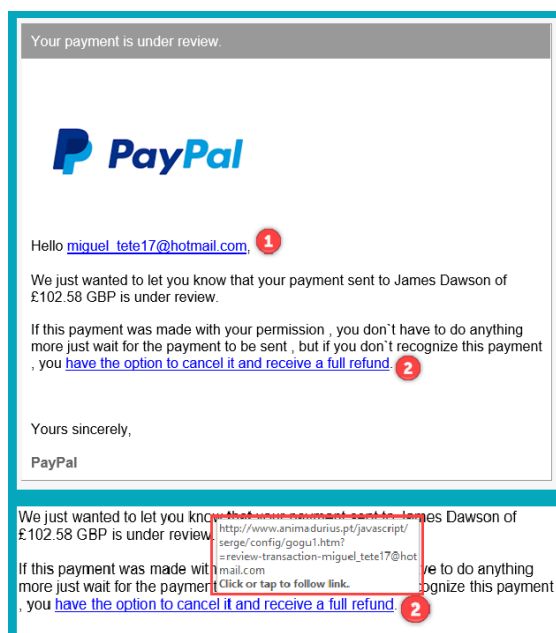 Your payment is under review.
PayPal
Hello miguel_tete17@hotmail.com, 1
We just wanted to let you know that your payment sent to James Dawson of
£102.58 GBP is under review.
If this payment was made with your permission , you don`t have to do anything
more just wait for the payment to be sent , but if you don`t recognize this payment
, you have the option to cancel it and receive a full refund. 2
Yours sincerely,
PayPal
We just wanted to let you know that your payment sent to James Dawson of
£102.58 GBP is under review
http://www.animadurius.pt/javascript/
serge/config/gogu1.htm?
=review-transaction-miguel_tete17@hot
mail.com
Click or tap to follow link.
If this payment was made with ve to do anything
more just wait for the payment ognize this payment
, you have the option to cancel it and receive a full refund. 2